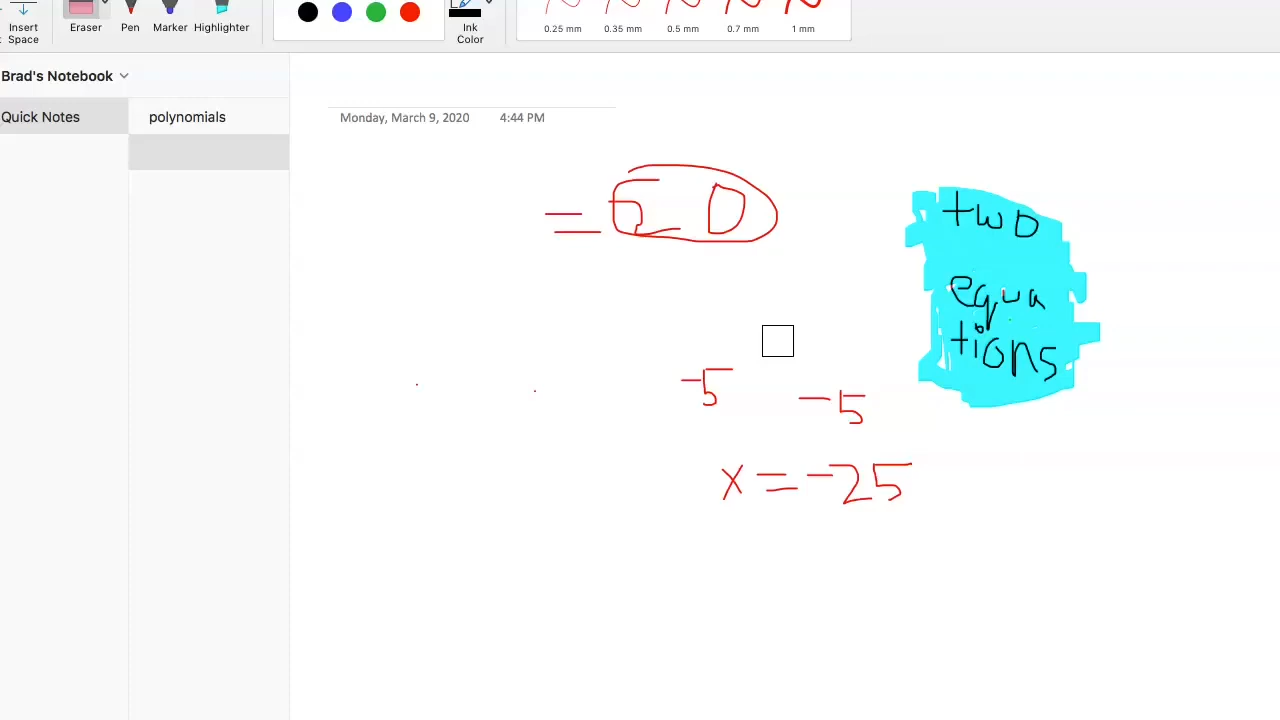 Insert
Space
Eraser
Pen
Marker
Highlighter
Ink
Color
0.25 mm
0.35 mm
0.5 mm
0.7 mm
1 mm
Brad's Notebook
Quick Notes
polynomials
Monday, March 9, 2020 4:44 PM
two
equa
tions
-5
-5
x = -25